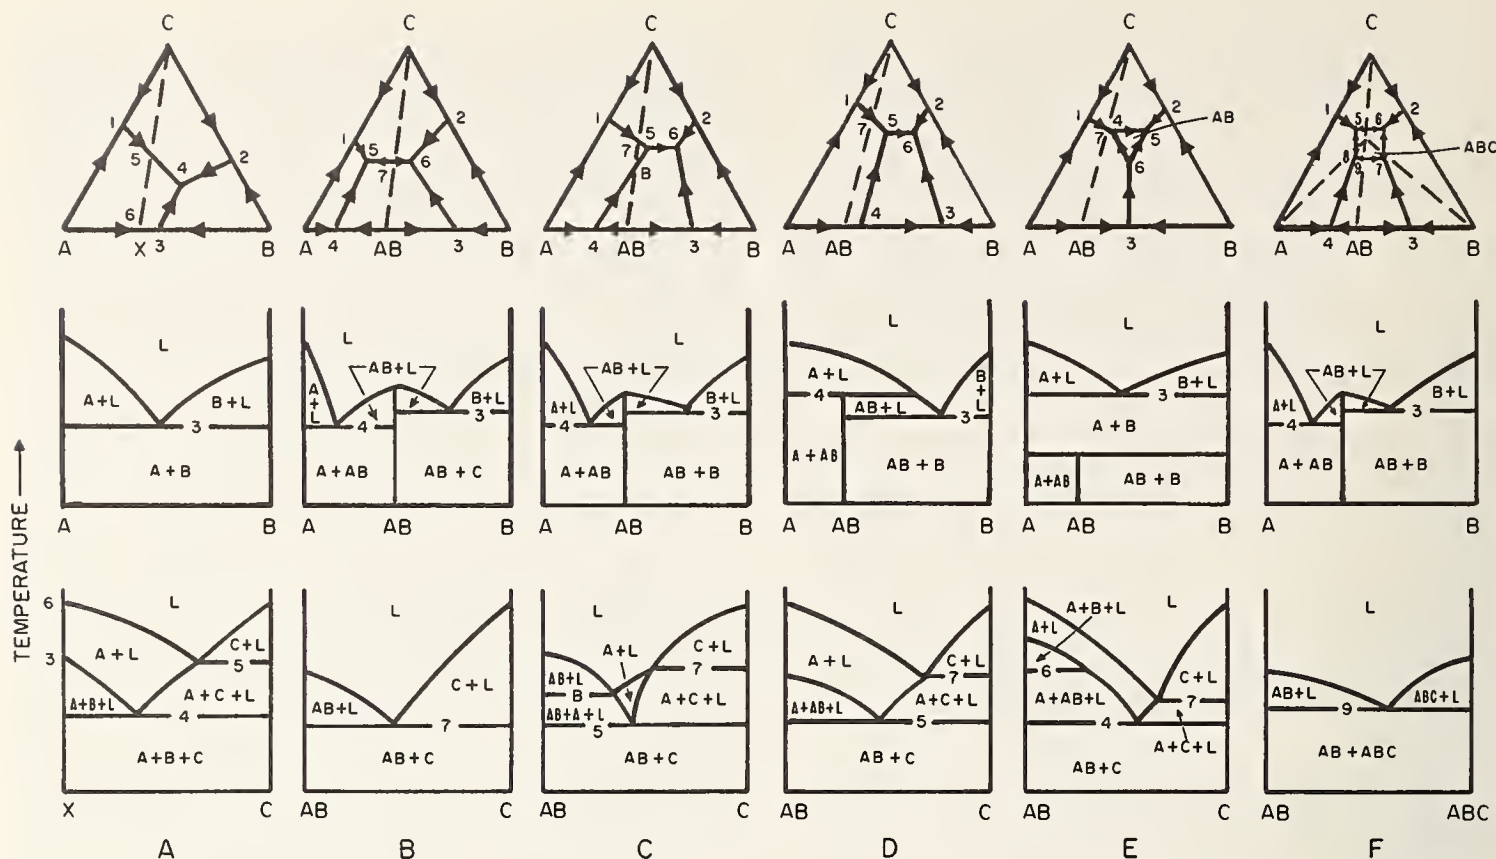 C C C C C C
1 2 5 4 6 3
A X B
1 5 2 7 6 4 3
A AB B
1 5 6 2 7 8 4 3
A AB B
1 5 2 7 6 4 3
A AB B
1 4 2 7 5 6 3 AB
A AB B
1 5 6 2 8 9 7 4 3 ABC
A AB B
TEMPERATURE
L
A+L B+L
3
A+B
A B
L
A+L AB+L B+L
4 3
A+AB AB+C
A AB B
L
A+L AB+L B+L
4 3
A+AB AB+B
A AB B
L
A+L B+L
4 AB+L 3
A+AB AB+B
A AB B
L
A+L B+L
3
A+B
A+AB AB+B
A AB B
L
A+L AB+L B+L
4 3
A+AB AB+B
A AB B
6 L
A+L C+L
3 5
A+B+L A+C+L
4
A+B+C
X C
L
AB+L C+L
7
AB+C
AB C
L
A+L C+L
AB+L 7
8 A+C+L
AB+A+L
5
AB+C
AB C
L
A+L C+L
7
A+AB+L A+C+L
5
AB+C
AB C
A+B+L L
A+L
6 C+L
A+AB+L 7
4 A+C+L
AB+C
AB C
L
AB+L ABC+L
9
AB+ABC
AB ABC
A B C D E F